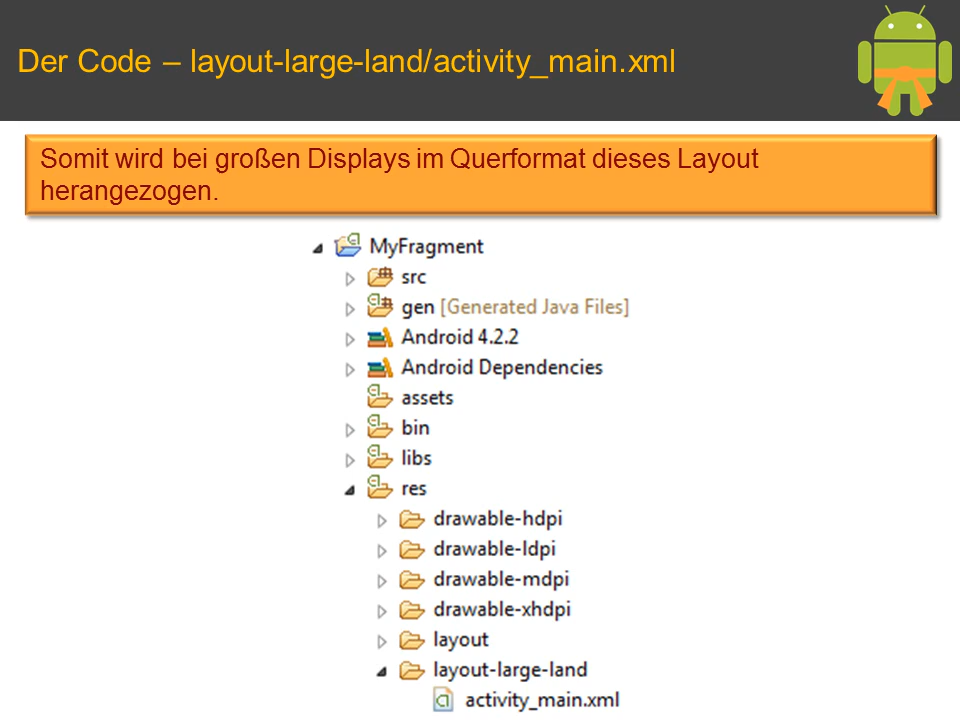 Der Code – layout-large-land/activity_main.xml
Somit wird bei großen Displays im Querformat dieses Layout
herangezogen.
MyFragment
src
gen [Generated Java Files]
Android 4.2.2
Android Dependencies
assets
bin
libs
res
drawable-hdpi
drawable-ldpi
drawable-mdpi
drawable-xhdpi
layout
layout-large-land
activity_main.xml